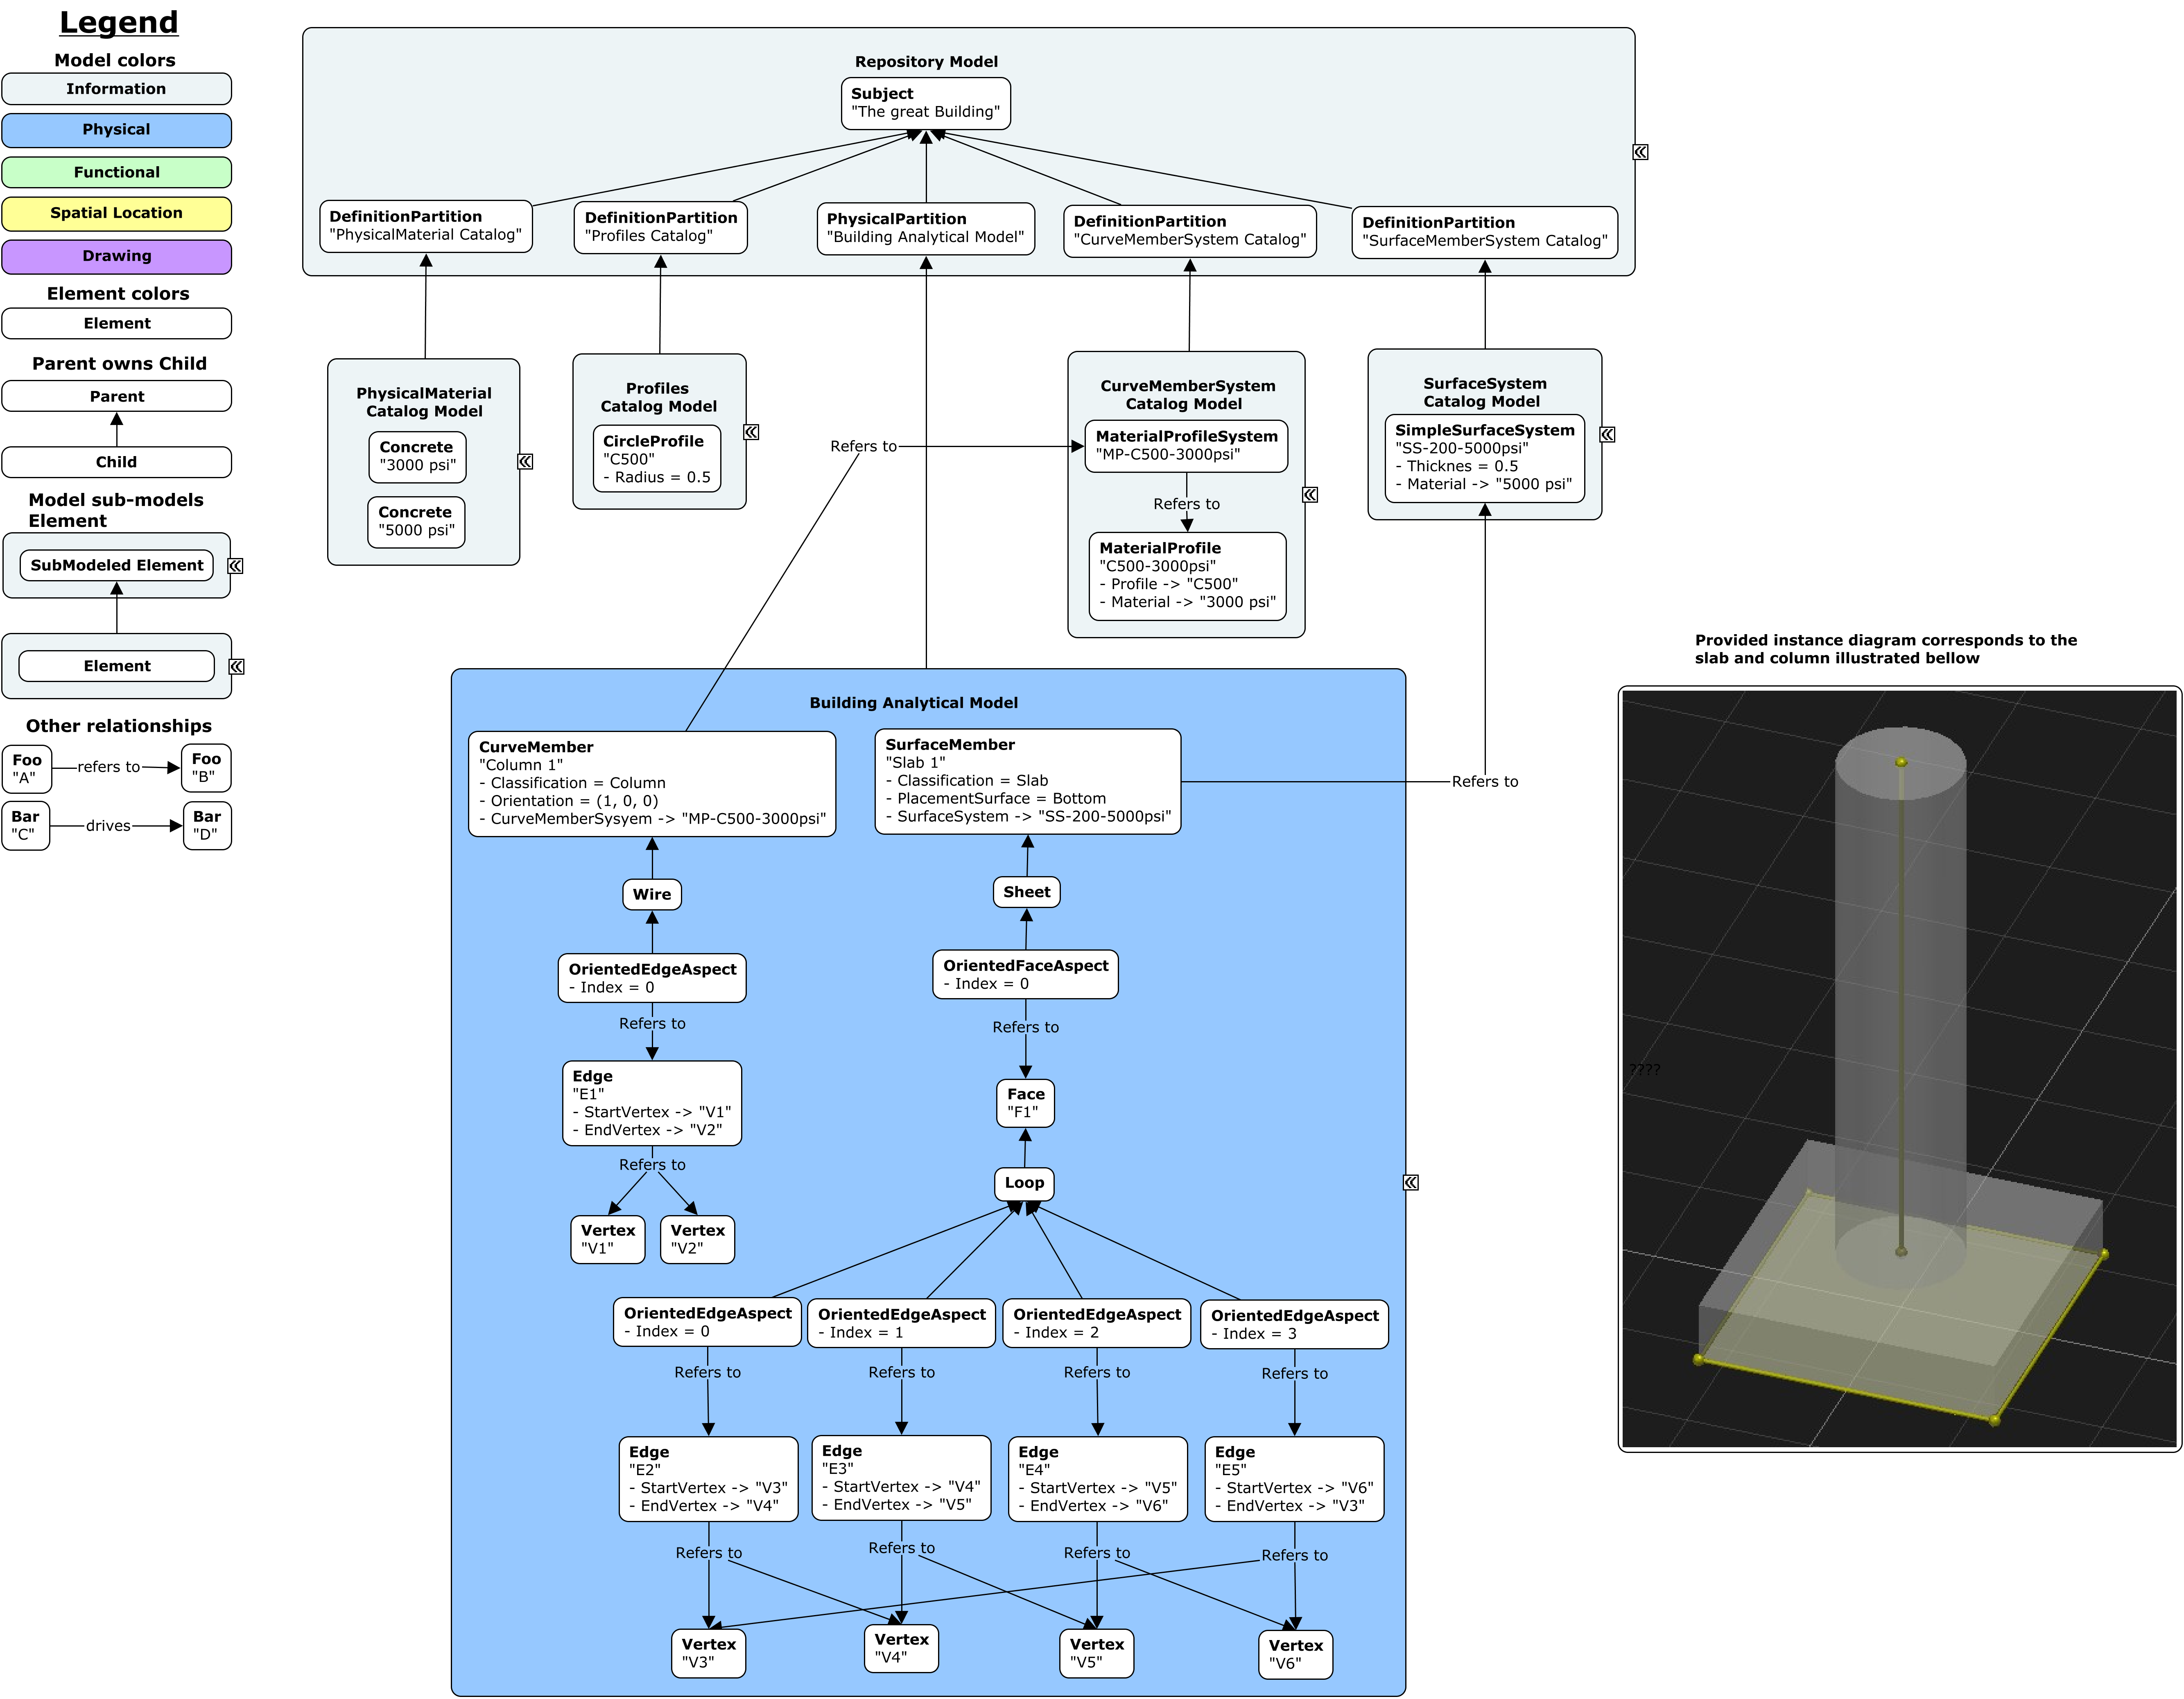 Legend
Model colors
Information
Physical
Functional
Spatial Location
Drawing
Element colors
Element
Parent owns Child
Parent
Child
Model sub-models
Element
SubModeled Element
Element
Other relationships
Foo
"A"
refers to
Foo
"B"
Bar
"C"
drives
Bar
"D"
Repository Model
Subject
"The great Building"
DefinitionPartition
"PhysicalMaterial Catalog"
DefinitionPartition
"Profiles Catalog"
PhysicalPartition
"Building Analytical Model"
DefinitionPartition
"CurveMemberSystem Catalog"
DefinitionPartition
"SurfaceMemberSystem Catalog"
PhysicalMaterial
Catalog Model
Concrete
"3000 psi"
Concrete
"5000 psi"
Profiles
Catalog Model
CircleProfile
"C500"
- Radius = 0.5
Refers to
CurveMemberSystem
Catalog Model
MaterialProfileSystem
"MP-C500-3000psi"
Refers to
MaterialProfile
"C500-3000psi"
- Profile -> "C500"
- Material -> "3000 psi"
SurfaceSystem
Catalog Model
SimpleSurfaceSystem
"SS-200-5000psi"
- Thicknes = 0.5
- Material -> "5000 psi"
Building Analytical Model
CurveMember
"Column 1"
- Classification = Column
- Orientation = (1, 0, 0)
- CurveMemberSysyem -> "MP-C500-3000psi"
SurfaceMember
"Slab 1"
- Classification = Slab
- PlacementSurface = Bottom
- SurfaceSystem -> "SS-200-5000psi"
Refers to
Wire
OrientedEdgeAspect
- Index = 0
Refers to
Edge
"E1"
- StartVertex -> "V1"
- EndVertex -> "V2"
Refers to
Vertex
"V1"
Vertex
"V2"
Sheet
OrientedFaceAspect
- Index = 0
Refers to
Face
"F1"
Loop
OrientedEdgeAspect
- Index = 0
OrientedEdgeAspect
- Index = 1
OrientedEdgeAspect
- Index = 2
OrientedEdgeAspect
- Index = 3
Refers to
Refers to
Refers to
Refers to
Edge
"E2"
- StartVertex -> "V3"
- EndVertex -> "V4"
Edge
"E3"
- StartVertex -> "V4"
- EndVertex -> "V5"
Edge
"E4"
- StartVertex -> "V5"
- EndVertex -> "V6"
Edge
"E5"
- StartVertex -> "V6"
- EndVertex -> "V3"
Refers to
Refers to
Refers to
Refers to
Vertex
"V3"
Vertex
"V4"
Vertex
"V5"
Vertex
"V6"
Provided instance diagram corresponds to the
slab and column illustrated bellow
????